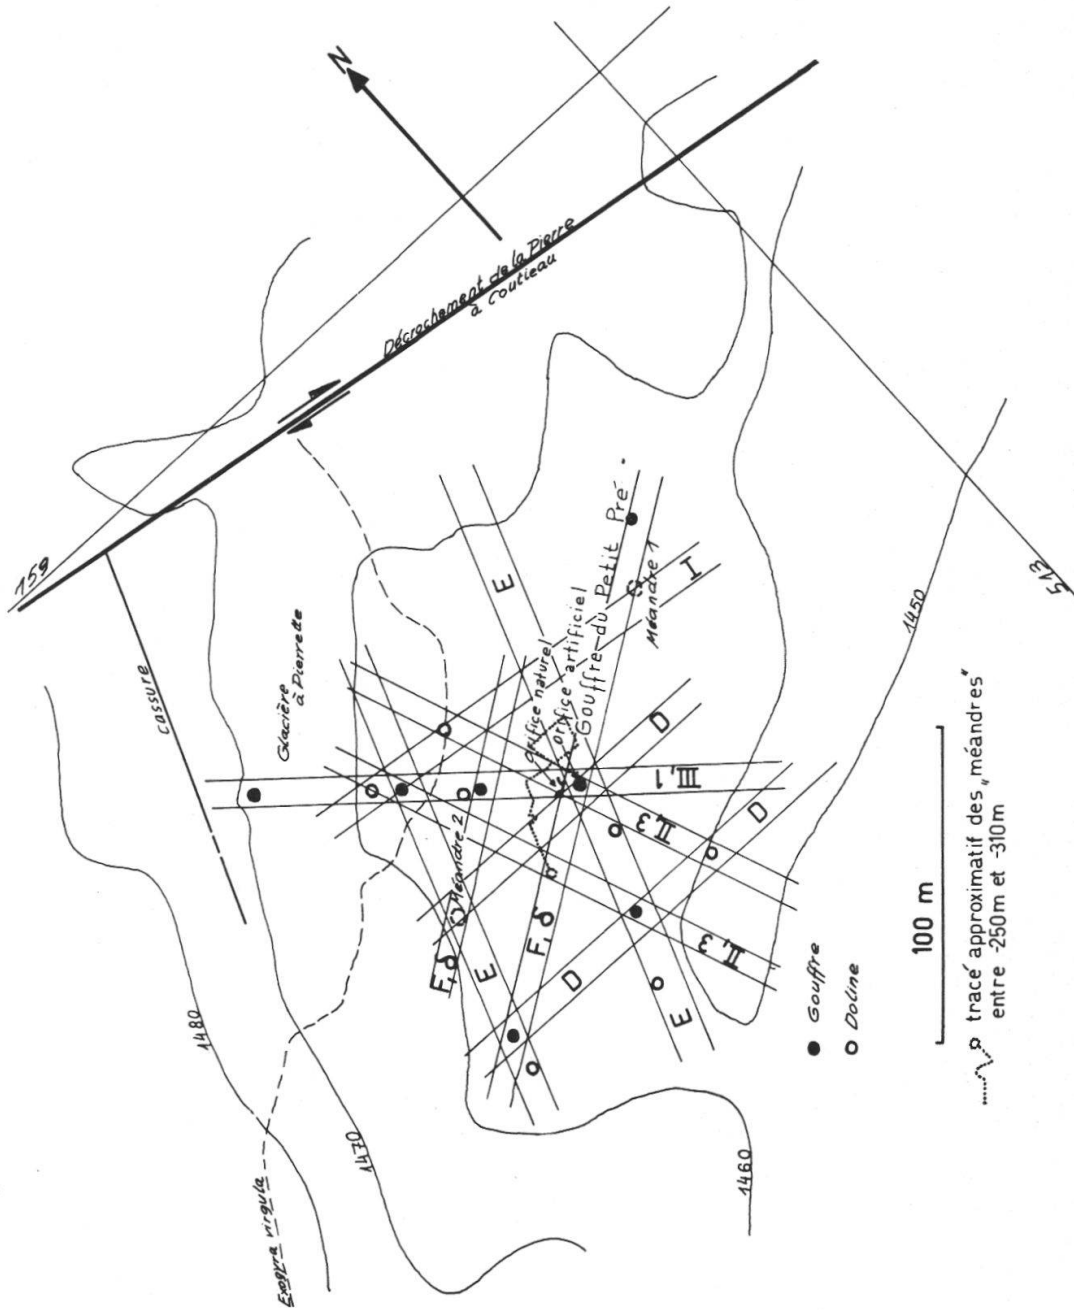 N
Décrochement de la Pierre
à Coutieau
159
513
cassure
Glacière
à Pierrette
E
Gouffre du Petit Pré
orifice artificiel
orifice naturel
Méandre 1
I
D
III,1
II,3
D
II,3
Méandre 2
F,δ
F,δ
E
D
E
1480
1470
1460
1450
Exogyra virgula
Gouffre
Doline
100 m
tracé approximatif des „méandres"
entre -250m et -310m